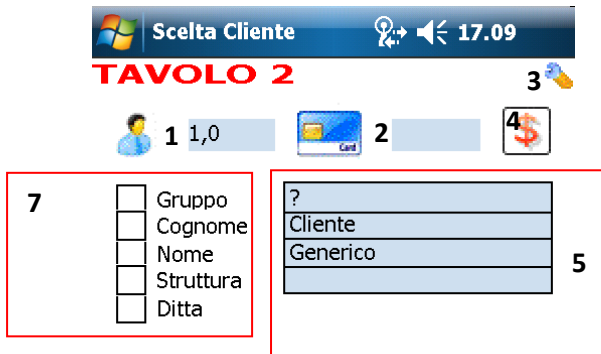 Scelta Cliente 17.09
TAVOLO 2
3
1 1,0 2 4
Card
7
Gruppo
Cognome
Nome
Struttura
Ditta
?
Cliente
Generico
5